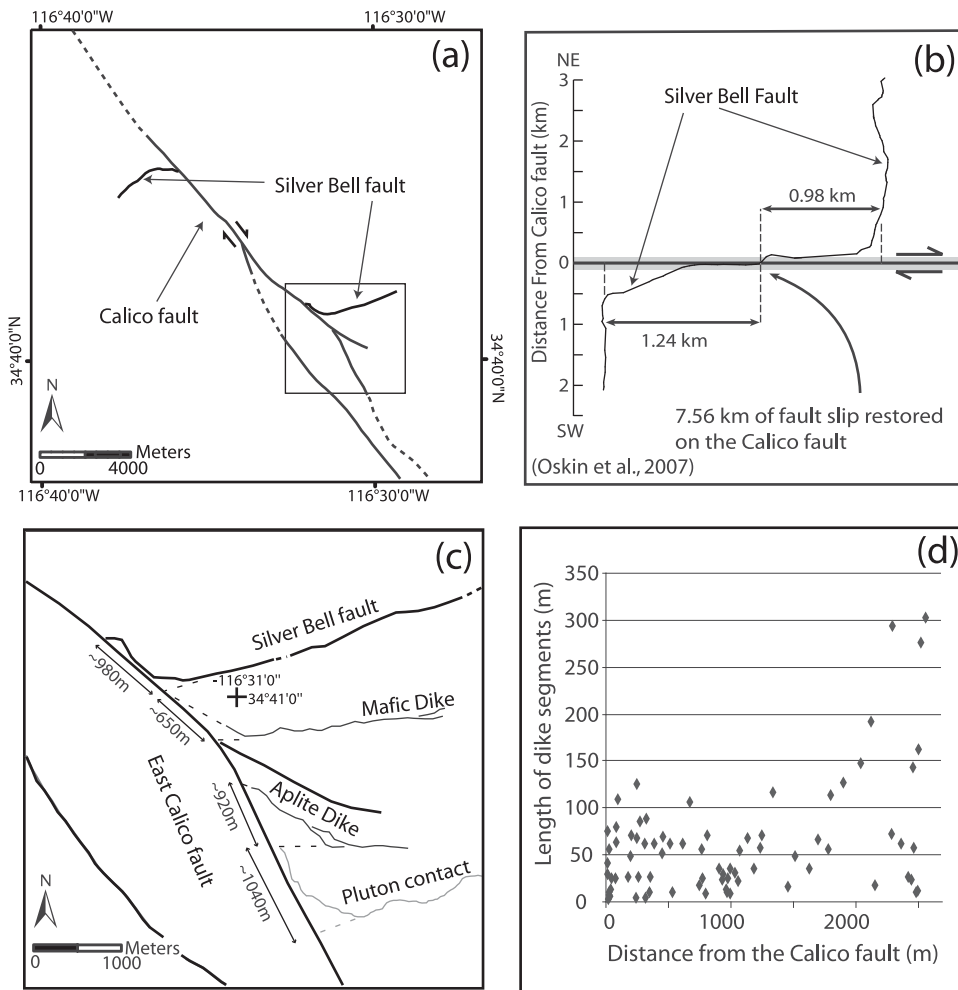 116°40'0"W
116°30'0"W
(a)
Silver Bell fault
Calico fault
34°40'0"N
34°40'0"N
N
Meters
0
4000
116°40'0"W
116°30'0"W
(b)
NE
3
2
1
0
1
2
SW
Distance From Calico fault (km)
Silver Bell Fault
0.98 km
1.24 km
7.56 km of fault slip restored
on the Calico fault
(Oskin et al., 2007)
(c)
Silver Bell fault
-116°31'0"
34°41'0"
~980m
~650m
Mafic Dike
East Calico fault
~920m
Aplite Dike
~1040m
Pluton contact
N
Meters
0
1000
(d)
350
300
250
200
150
100
50
0
Length of dike segments (m)
0
1000
2000
Distance from the Calico fault (m)